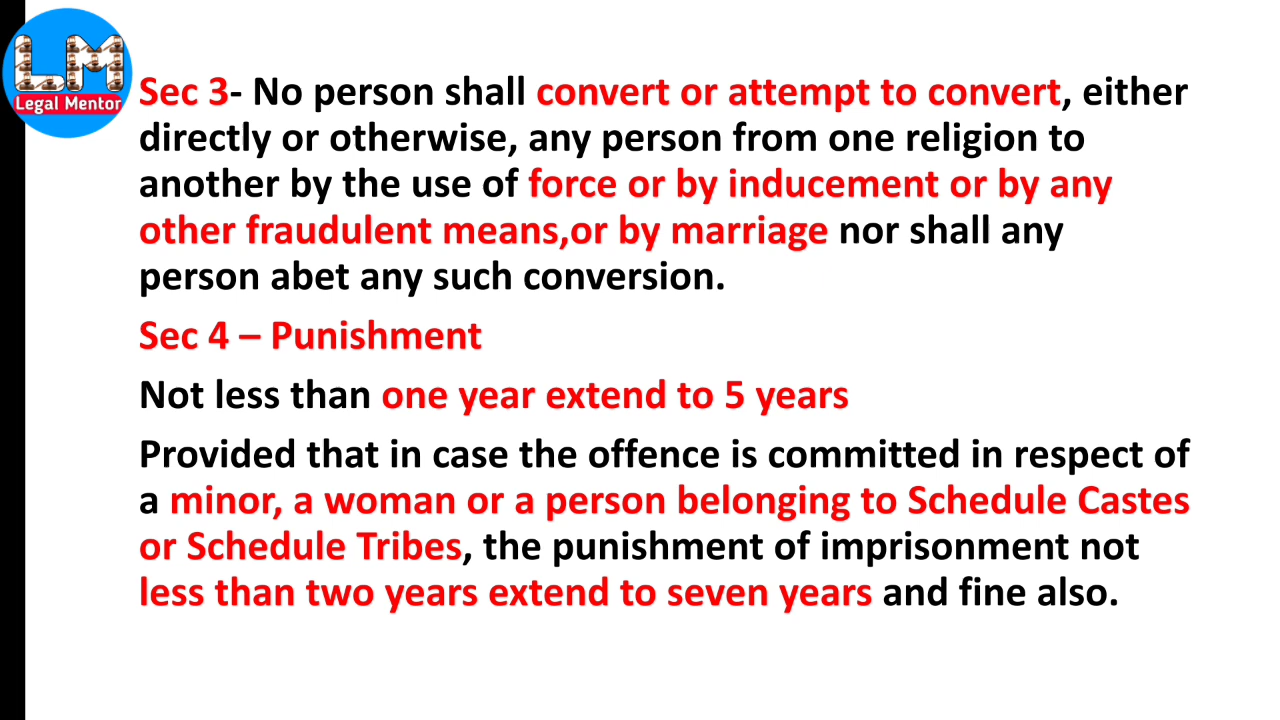 LM
Legal Mentor
Sec 3- No person shall convert or attempt to convert, either
directly or otherwise, any person from one religion to
another by the use of force or by inducement or by any
other fraudulent means,or by marriage nor shall any
person abet any such conversion.
Sec 4 – Punishment
Not less than one year extend to 5 years
Provided that in case the offence is committed in respect of
a minor, a woman or a person belonging to Schedule Castes
or Schedule Tribes, the punishment of imprisonment not
less than two years extend to seven years and fine also.